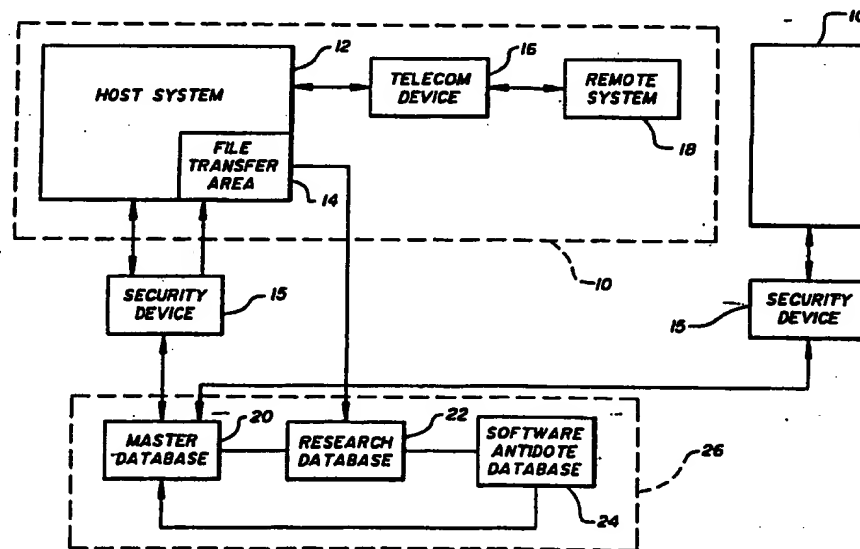 12
HOST SYSTEM
FILE
TRANSFER
AREA
14
16
TELECOM
DEVICE
REMOTE
SYSTEM
18
10
SECURITY
DEVICE
15
15
SECURITY
DEVICE
20
MASTER
DATABASE
22
RESEARCH
DATABASE
SOFTWARE
ANTIDOTE
DATABASE
24
26